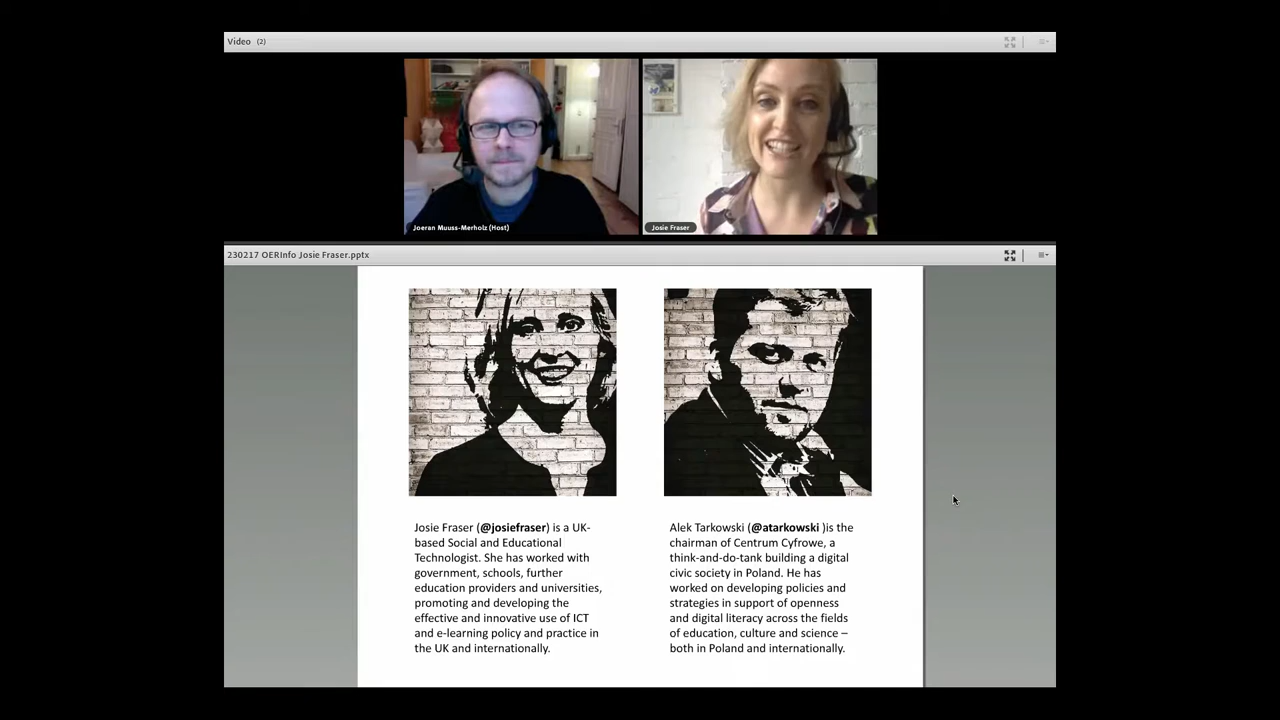 Video (2)
Joeran Muuss-Merholz (Host)
Josie Fraser
230217 OERInfo Josie Fraser.pptx
Josie Fraser (@josiefraser) is a UK-
based Social and Educational
Technologist. She has worked with
government, schools, further
education providers and universities,
promoting and developing the
effective and innovative use of ICT
and e-learning policy and practice in
the UK and internationally.
Alek Tarkowski (@atarkowski )is the
chairman of Centrum Cyfrowe, a
think-and-do-tank building a digital
civic society in Poland. He has
worked on developing policies and
strategies in support of openness
and digital literacy across the fields
of education, culture and science –
both in Poland and internationally.